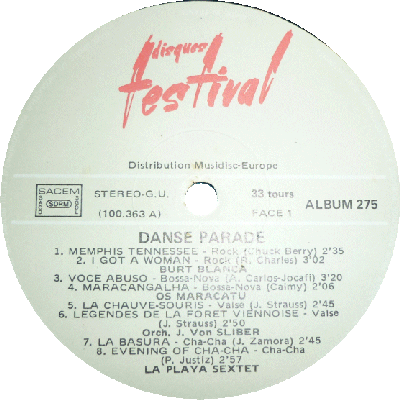 disques
festival
Distribution Musidisc-Europe
SACEM
SDRM
STEREO-G.U.
(100.363 A)
33 tours
FACE 1
ALBUM 275
DANSE PARADE
1. MEMPHIS TENNESSEE - Rock (Chuck Berry) 2'35
2. I GOT A WOMAN - Rock (R. Charles) 3'02
BURT BLANCA
3. VOCE ABUSO - Bossa-Nova (A. Carlos-Jocafi) 3'20
4. MARACANGALHA - Bossa-Nova (Caimy) 2'06
OS MARACATU
5. LA CHAUVE-SOURIS - Valse (J. Strauss) 2'45
6. LEGENDES DE LA FORET VIENNOISE - Valse
(J. Strauss) 2'50
Orch. J. Von SLIBER
7. LA BASURA - Cha-Cha (J. Zamora) 2'45
8. EVENING OF CHA-CHA - Cha-Cha
(P. Justiz) 2'57
LA PLAYA SEXTET